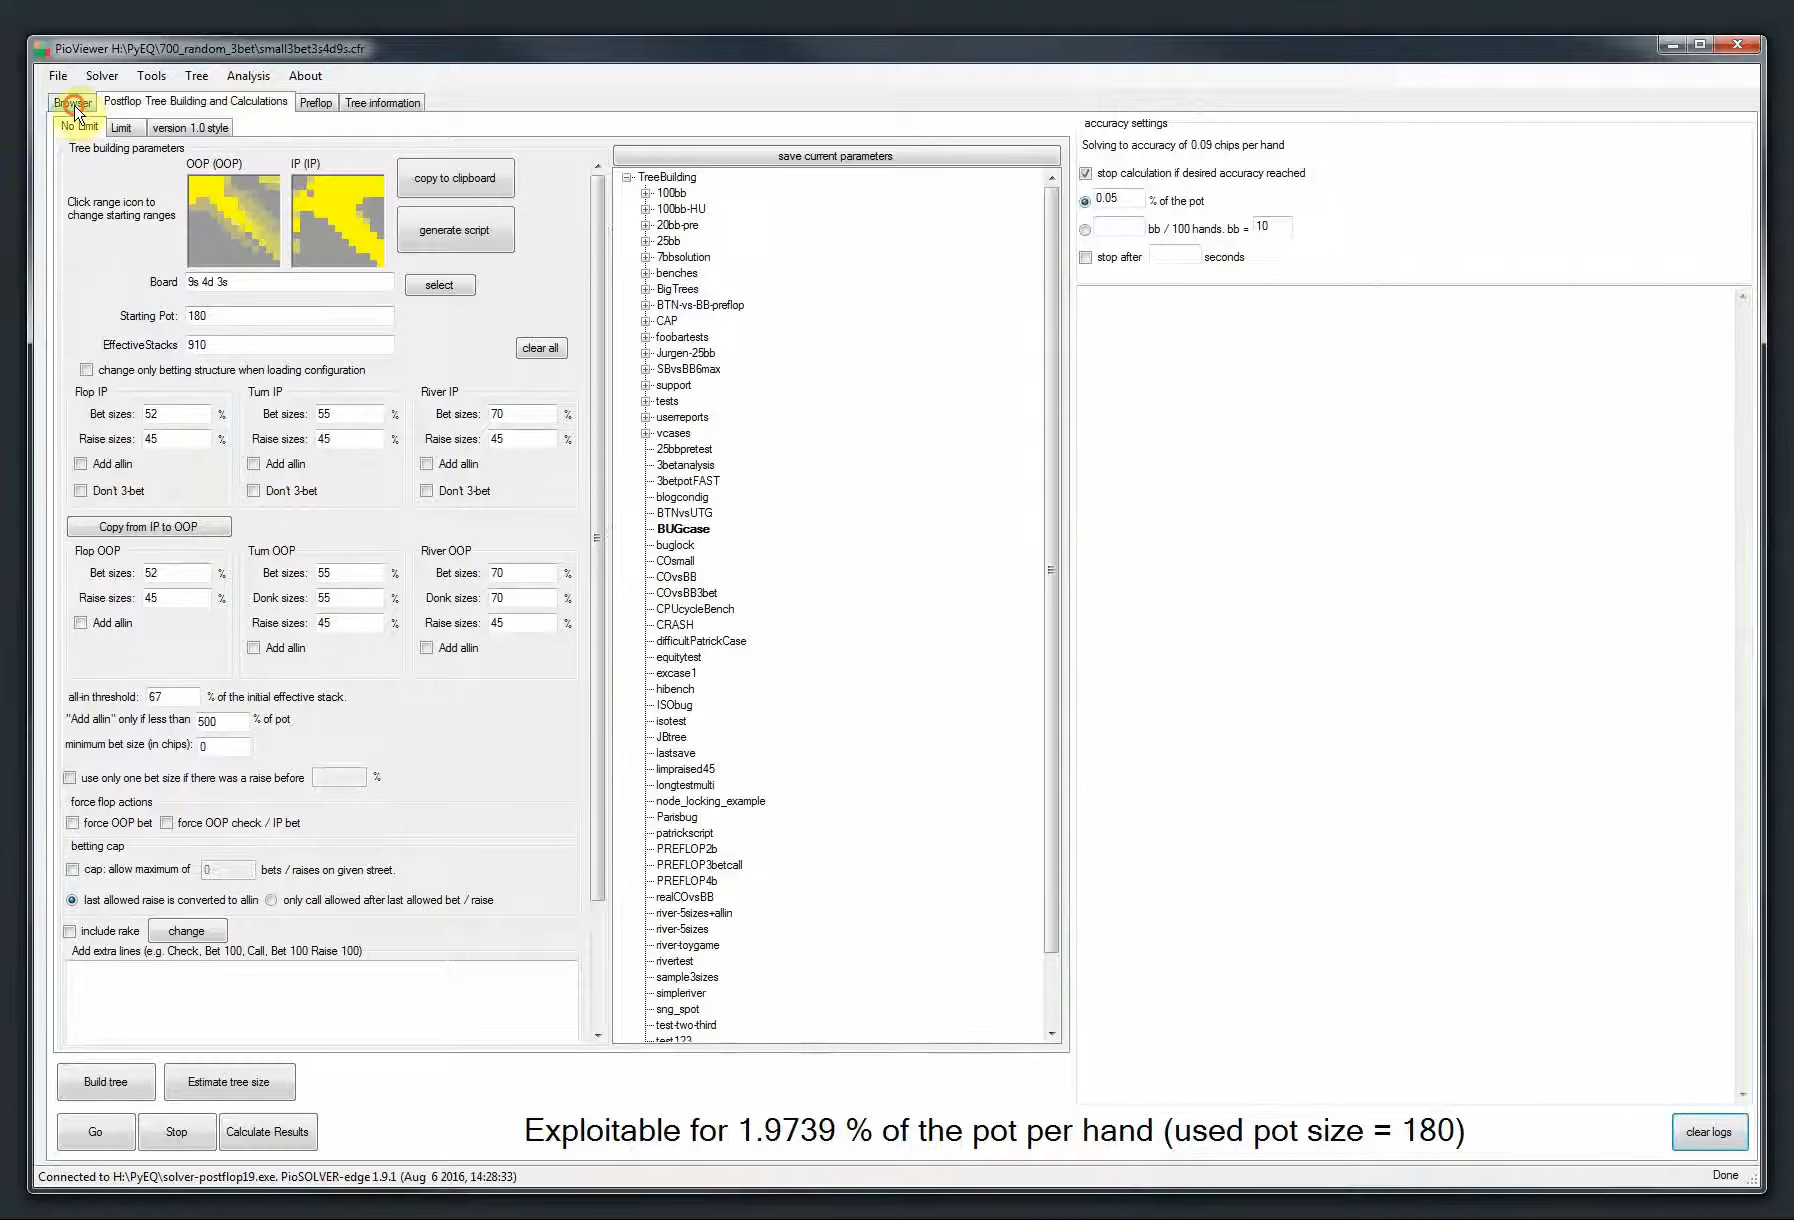 PioViewer H:\PyEQ\700_random_3bet\small3bet3s4d9s.cfr
File Solver Tools Tree Analysis About
Browser Postflop Tree Building and Calculations Preflop Tree information
No Limit Limit version 1.0 style
Tree building parameters
OOP (OOP) IP (IP)
Click range icon to
change starting ranges
copy to clipboard
generate script
Board 9s 4d 3s select
Starting Pot: 180
EffectiveStacks 910
clear all
change only betting structure when loading configuration
Flop IP Turn IP River IP
Bet sizes: 52 % Bet sizes: 55 % Bet sizes: 70 %
Raise sizes: 45 % Raise sizes: 45 % Raise sizes: 45 %
Add allin Add allin Add allin
Don't 3-bet Don't 3-bet Don't 3-bet
Copy from IP to OOP
Flop OOP Turn OOP River OOP
Bet sizes: 52 % Bet sizes: 55 % Bet sizes: 70 %
Raise sizes: 45 % Donk sizes: 55 % Donk sizes: 70 %
Add allin Raise sizes: 45 % Raise sizes: 45 %
Add allin Add allin
all-in threshold: 67 % of the initial effective stack.
"Add allin" only if less than 500 % of pot
minimum bet size (in chips): 0
use only one bet size if there was a raise before %
force flop actions
force OOP bet force OOP check / IP bet
betting cap
cap: allow maximum of 0 bets / raises on given street.
last allowed raise is converted to allin only call allowed after last allowed bet / raise
include rake change
Add extra lines (e.g. Check, Bet 100, Call, Bet 100 Raise 100)
save current parameters
TreeBuilding
100bb
100bb-HU
20bb-pre
25bb
7bbsolution
benches
BigTrees
BTN-vs-BB-preflop
CAP
foobartests
Jurgen-25bb
SBvsBB6max
support
tests
userreports
vcases
25bbpretest
3betanalysis
3betpotFAST
blogcondig
BTNvsUTG
BUGcase
buglock
COsmall
COvsBB
COvsBB3bet
CPUcycleBench
CRASH
difficultPatrickCase
equitytest
excase1
hibench
ISObug
isotest
JBtree
lastsave
limpraised45
longtestmulti
node_locking_example
Parisbug
patrickscript
PREFLOP2b
PREFLOP3betcall
PREFLOP4b
realCOvsBB
river-5sizes+allin
river-5sizes
river-toygame
rivertest
sample3sizes
simpleriver
sng_spot
test-two-third
test123
accuracy settings
Solving to accuracy of 0.09 chips per hand
stop calculation if desired accuracy reached
0.05 % of the pot
bb / 100 hands. bb = 10
stop after seconds
Build tree Estimate tree size
Go Stop Calculate Results
Exploitable for 1.9739 % of the pot per hand (used pot size = 180)
clear logs
Connected to H:\PyEQ\solver-postflop19.exe. PioSOLVER-edge 1.9.1 (Aug 6 2016, 14:28:33) Done